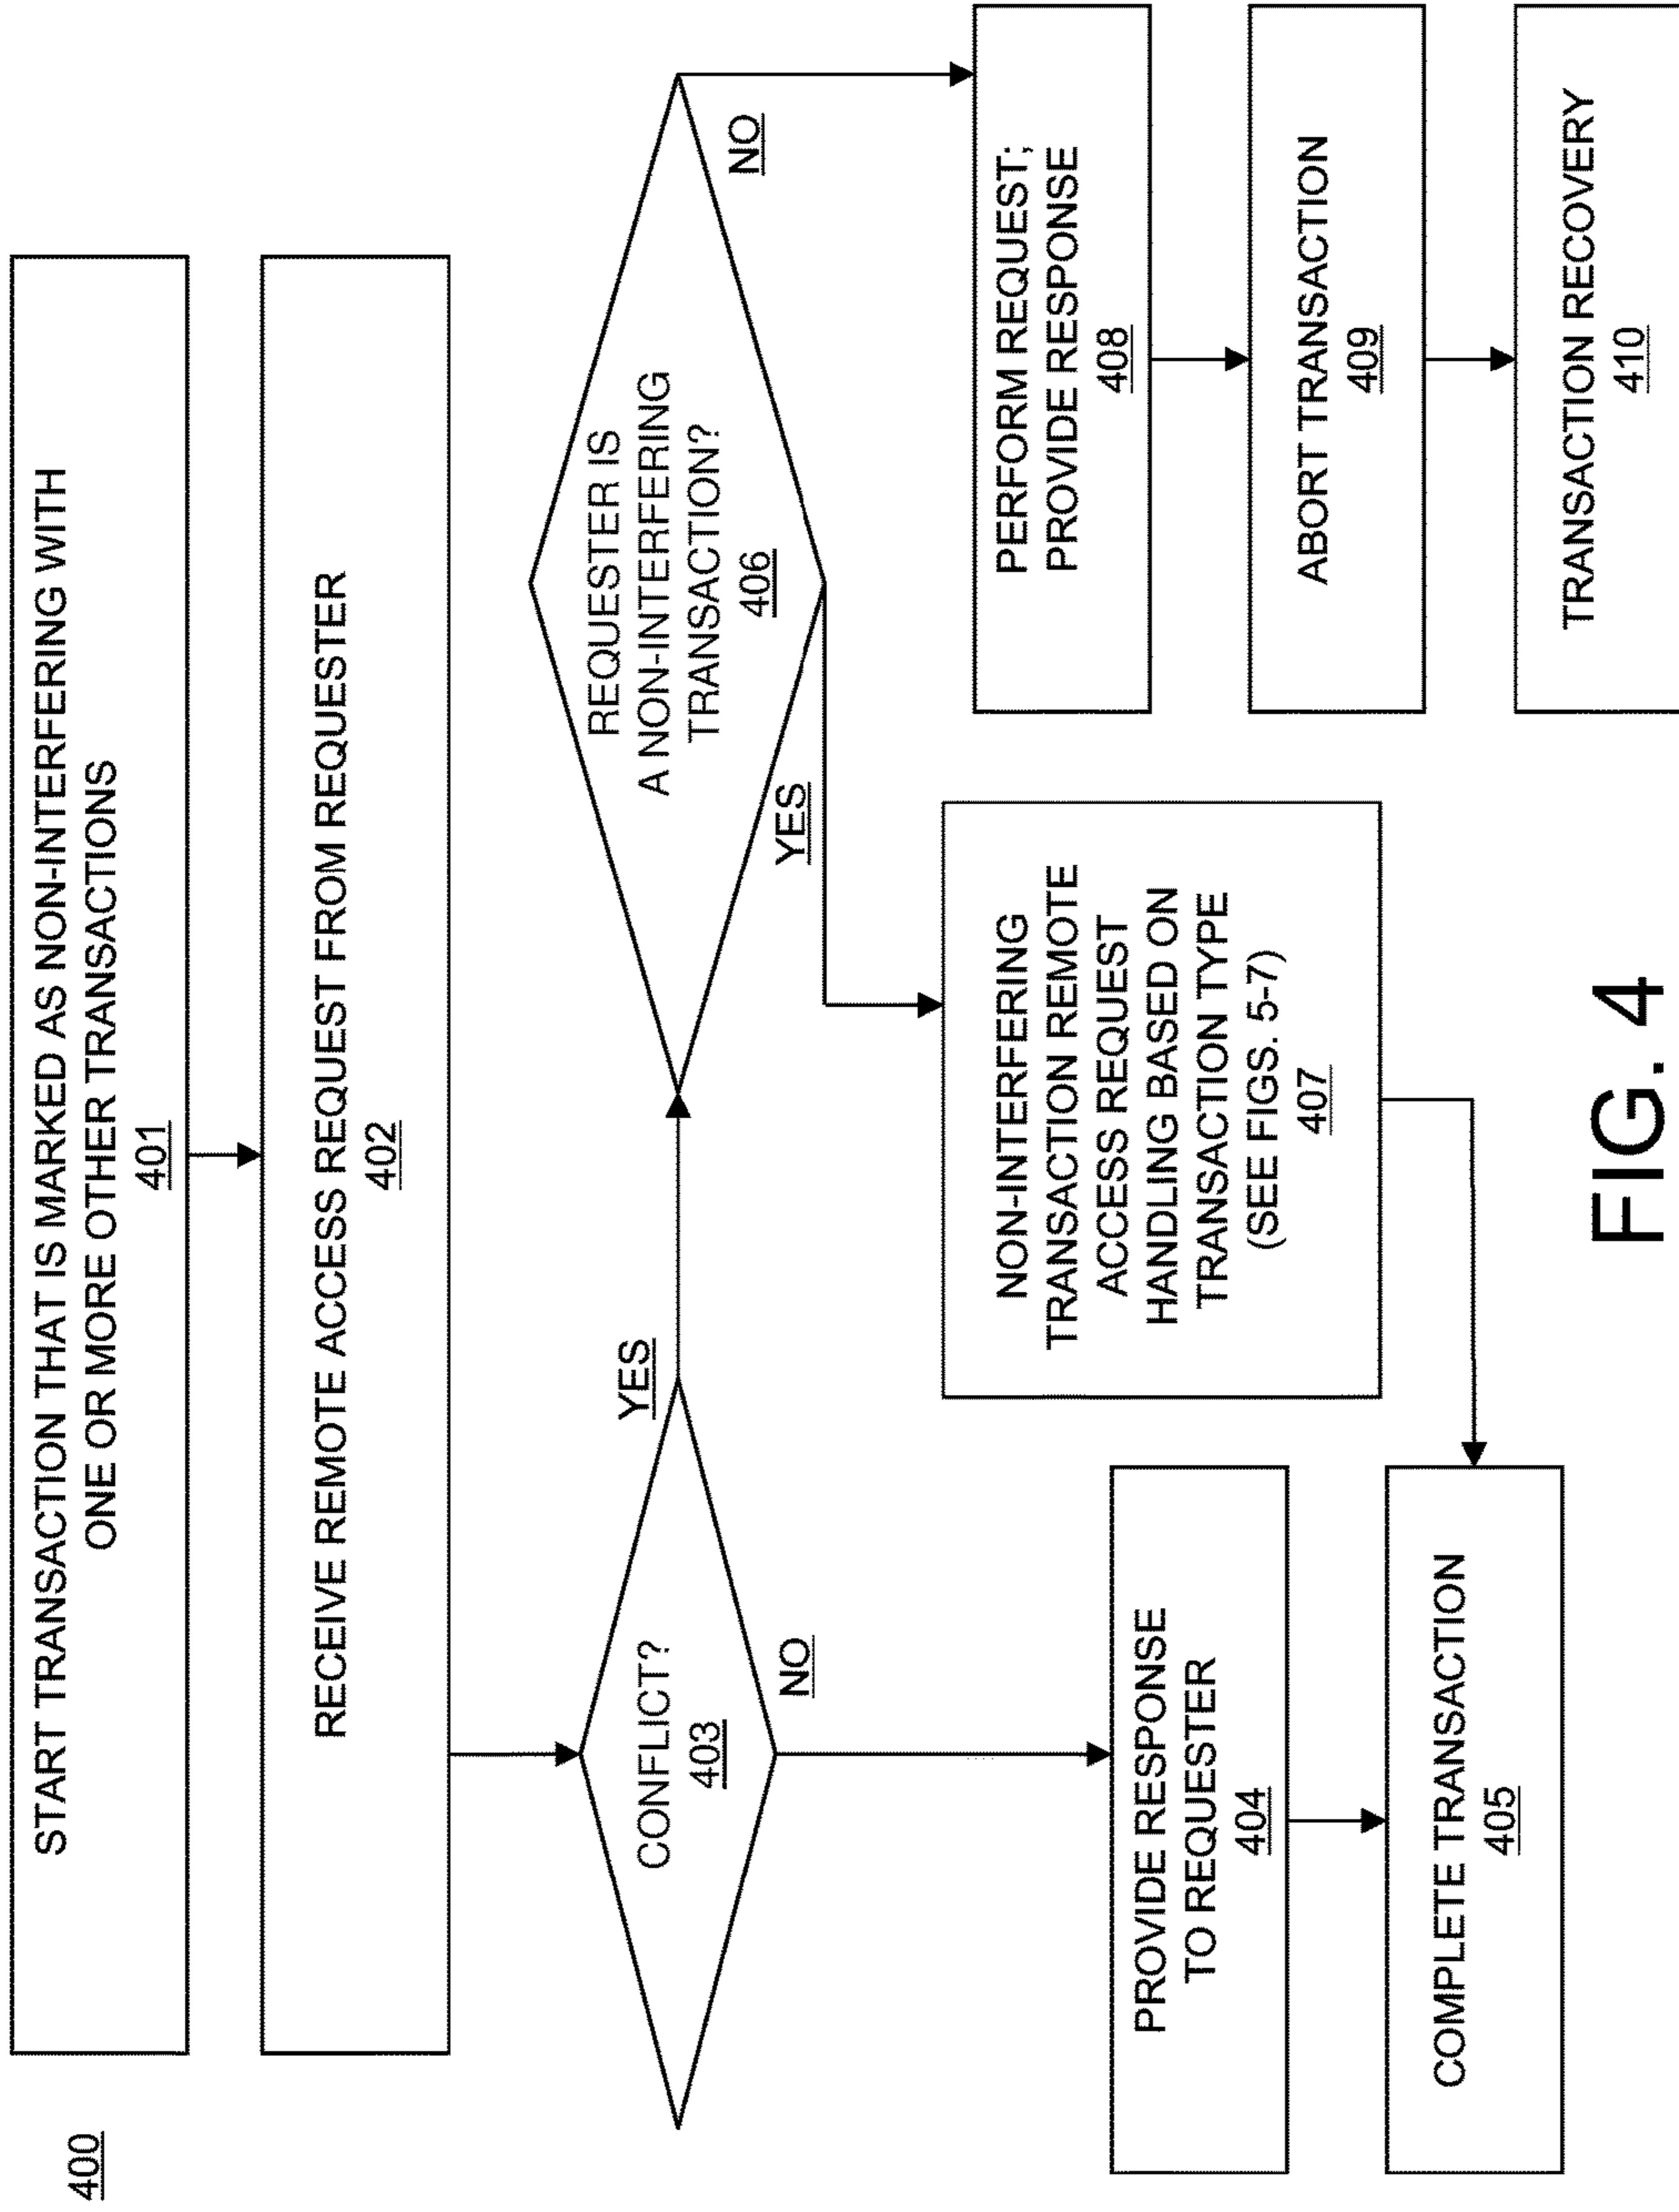 400
START TRANSACTION THAT IS MARKED AS NON-INTERFERING WITH
ONE OR MORE OTHER TRANSACTIONS
401
RECEIVE REMOTE ACCESS REQUEST FROM REQUESTER
402
CONFLICT?
403
YES
NO
PROVIDE RESPONSE
TO REQUESTER
404
COMPLETE TRANSACTION
405
REQUESTER IS
A NON-INTERFERING
TRANSACTION?
406
YES
NO
NON-INTERFERING
TRANSACTION REMOTE
ACCESS REQUEST
HANDLING BASED ON
TRANSACTION TYPE
(SEE FIGS. 5-7)
407
PERFORM REQUEST;
PROVIDE RESPONSE
408
ABORT TRANSACTION
409
TRANSACTION RECOVERY
410
FIG. 4